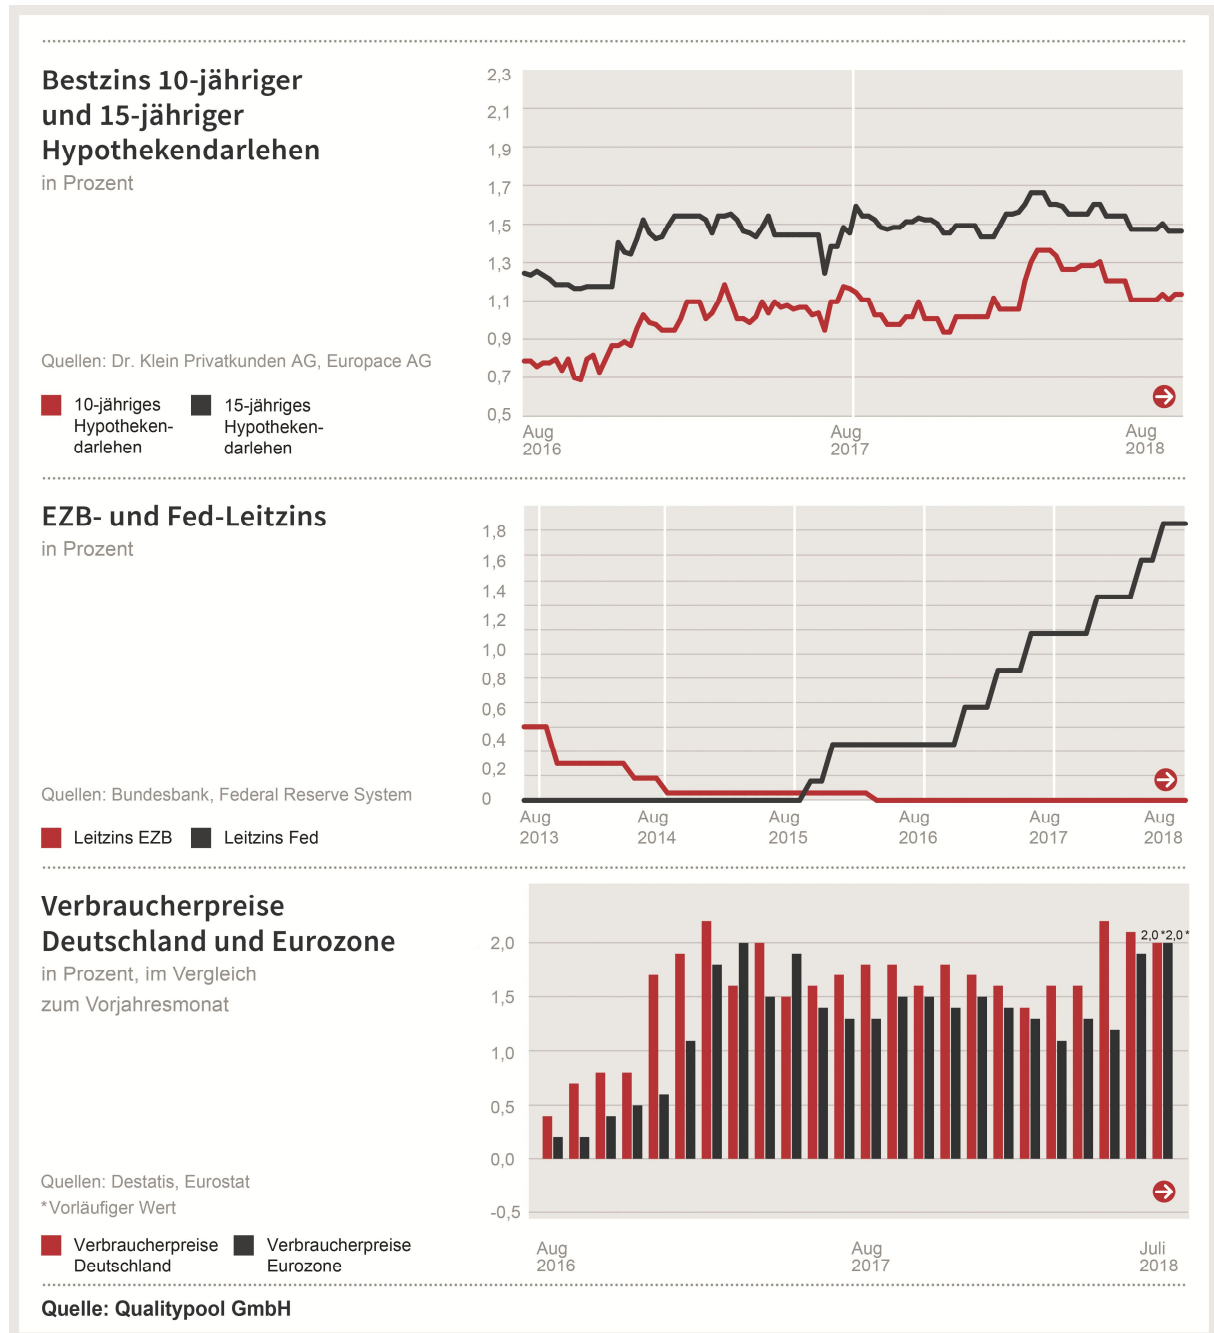 Bestzins 10-jähriger
und 15-jähriger
Hypothekendarlehen
in Prozent
Quellen: Dr. Klein Privatkunden AG, Europace AG
10-jähriges
Hypotheken-
darlehen
15-jähriges
Hypotheken-
darlehen
2,3
2,1
1,9
1,7
1,5
1,3
1,1
0,9
0,7
0,5
Aug
2016
Aug
2017
Aug
2018
EZB- und Fed-Leitzins
in Prozent
Quellen: Bundesbank, Federal Reserve System
Leitzins EZB
Leitzins Fed
1,8
1,6
1,4
1,2
1,0
0,8
0,6
0,4
0,2
0
Aug
2013
Aug
2014
Aug
2015
Aug
2016
Aug
2017
Aug
2018
Verbraucherpreise
Deutschland und Eurozone
in Prozent, im Vergleich
zum Vorjahresmonat
Quellen: Destatis, Eurostat
*Vorläufiger Wert
Verbraucherpreise
Deutschland
Verbraucherpreise
Eurozone
2,0
1,5
1,0
0,5
0,0
-0,5
2,0*2,0*
Aug
2016
Aug
2017
Juli
2018
Quelle: Qualitypool GmbH